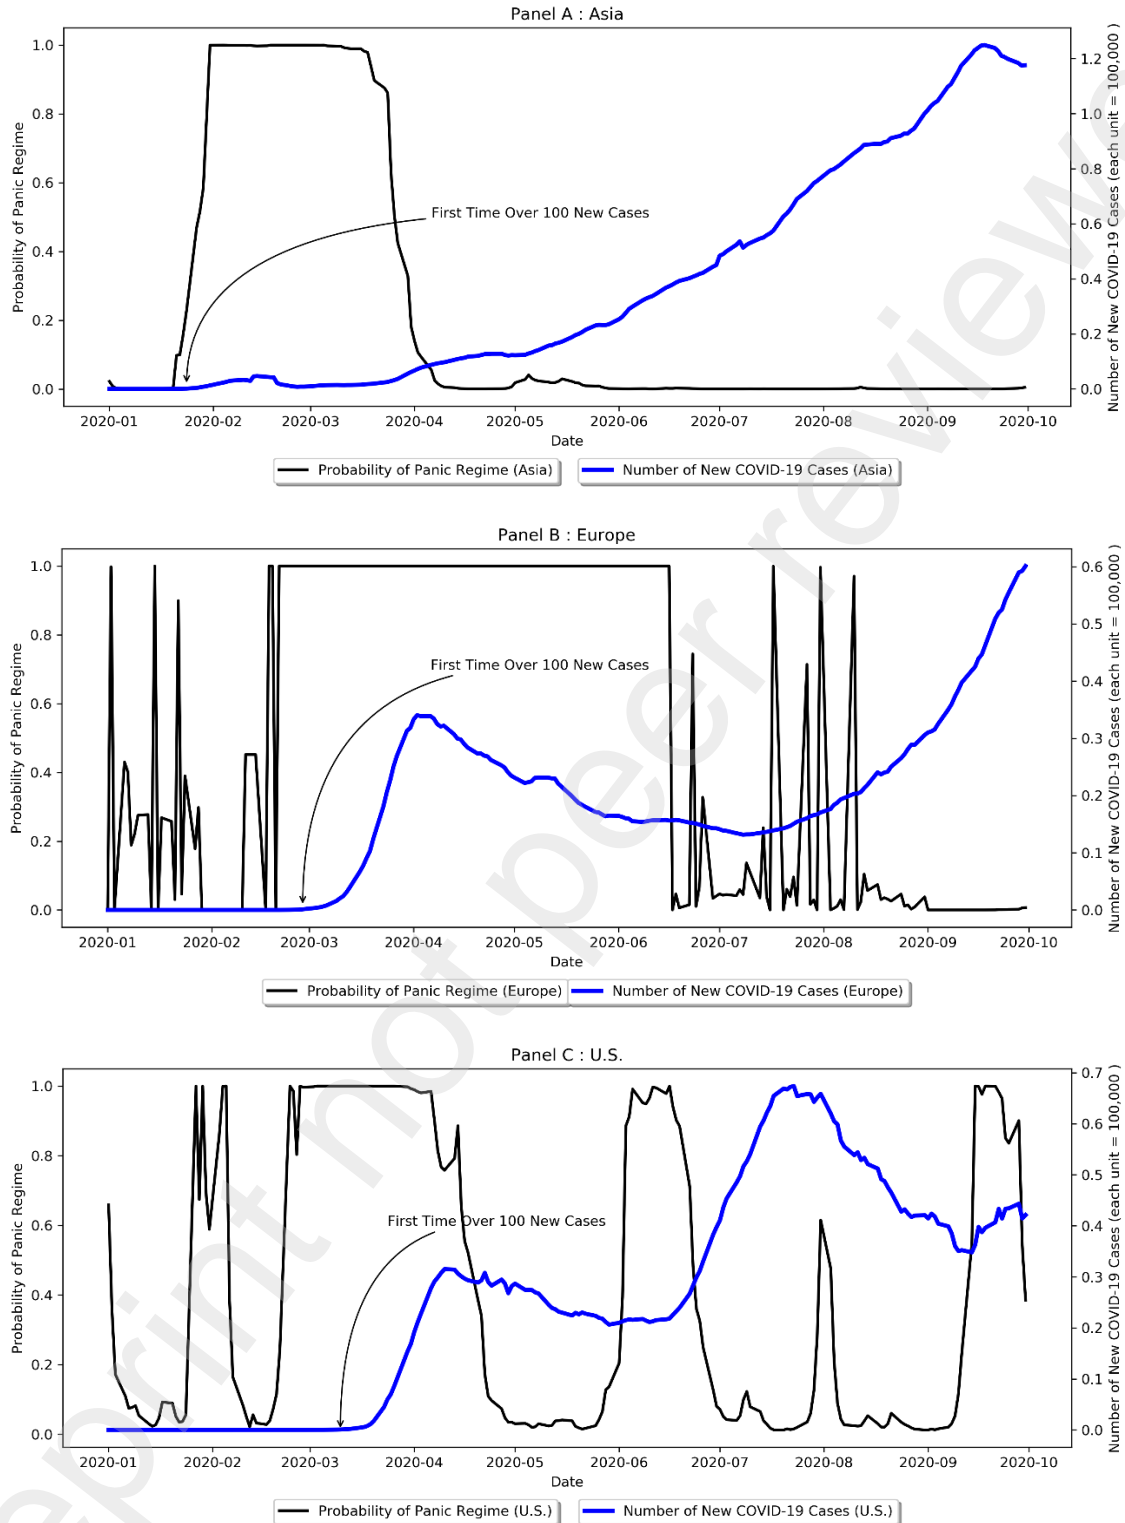 Panel A : Asia
Probability of Panic Regime
1.0
0.8
0.6
0.4
0.2
0.0
First Time Over 100 New Cases
1.2
1.0
0.8
0.6
0.4
0.2
0.0
Number of New COVID-19 Cases (each unit = 100,000 )
2020-01 2020-02 2020-03 2020-04 2020-05 2020-06 2020-07 2020-08 2020-09 2020-10
Date
Probability of Panic Regime (Asia) Number of New COVID-19 Cases (Asia)
Panel B : Europe
Probability of Panic Regime
1.0
0.8
0.6
0.4
0.2
0.0
First Time Over 100 New Cases
0.6
0.5
0.4
0.3
0.2
0.1
0.0
Number of New COVID-19 Cases (each unit = 100,000 )
2020-01 2020-02 2020-03 2020-04 2020-05 2020-06 2020-07 2020-08 2020-09 2020-10
Date
Probability of Panic Regime (Europe) Number of New COVID-19 Cases (Europe)
Panel C : U.S.
Probability of Panic Regime
1.0
0.8
0.6
0.4
0.2
0.0
First Time Over 100 New Cases
0.7
0.6
0.5
0.4
0.3
0.2
0.1
0.0
Number of New COVID-19 Cases (each unit = 100,000 )
2020-01 2020-02 2020-03 2020-04 2020-05 2020-06 2020-07 2020-08 2020-09 2020-10
Date
Probability of Panic Regime (U.S.) Number of New COVID-19 Cases (U.S.)
eprint not peer reviewe